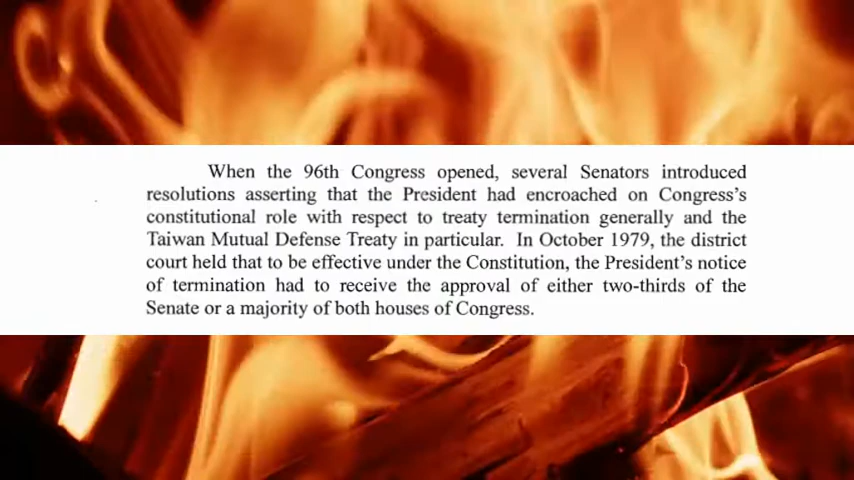 When the 96th Congress opened, several Senators introduced
resolutions asserting that the President had encroached on Congress's
constitutional role with respect to treaty termination generally and the
Taiwan Mutual Defense Treaty in particular. In October 1979, the district
court held that to be effective under the Constitution, the President's notice
of termination had to receive the approval of either two-thirds of the
Senate or a majority of both houses of Congress.